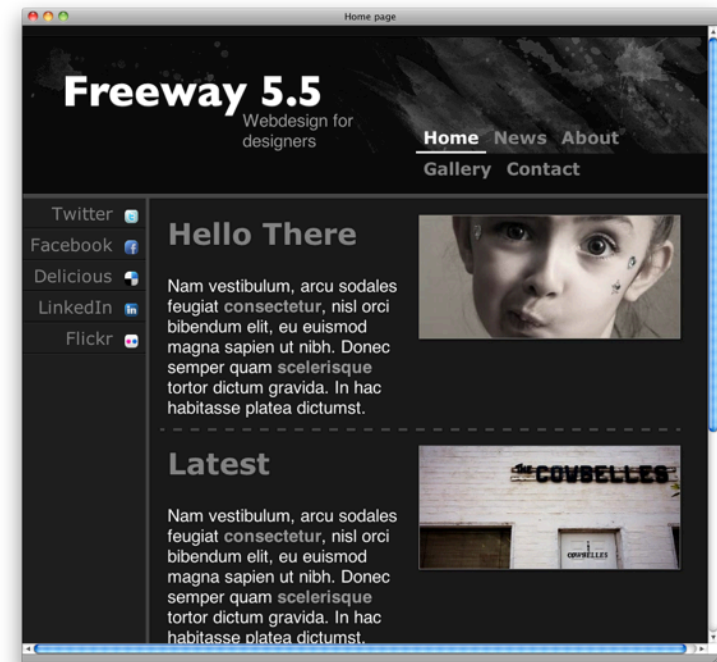 Home page
Freeway 5.5
Webdesign for
designers
Home News About
Gallery Contact
Twitter
Facebook
Delicious
LinkedIn
Flickr
Hello There
Nam vestibulum, arcu sodales
feugiat consectetur, nisl orci
bibendum elit, eu euismod
magna sapien ut nibh. Donec
semper quam scelerisque
tortor dictum gravida. In hac
habitasse platea dictumst.
Latest
Nam vestibulum, arcu sodales
feugiat consectetur, nisl orci
bibendum elit, eu euismod
magna sapien ut nibh. Donec
semper quam scelerisque
tortor dictum gravida. In hac
habitasse platea dictumst.
THE COWBELLES
COWBELLES